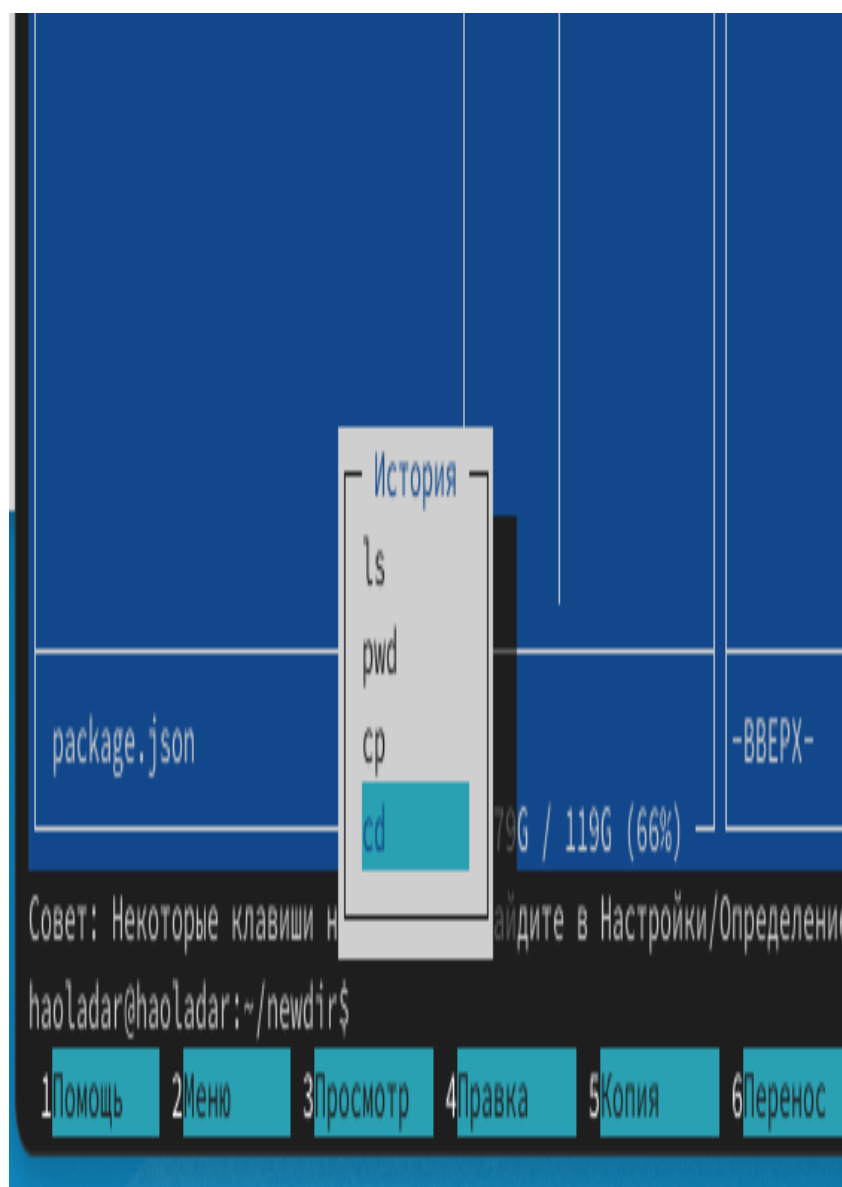 История
ls
pwd
cp
cd
package.json
-ВВЕРХ-
79G / 119G (66%)
Совет: Некоторые клавиши н айдите в Настройки/Определение
haoladar@haoladar:~/newdir$
1Помощь 2Меню 3Просмотр 4Правка 5Копия 6Перенос